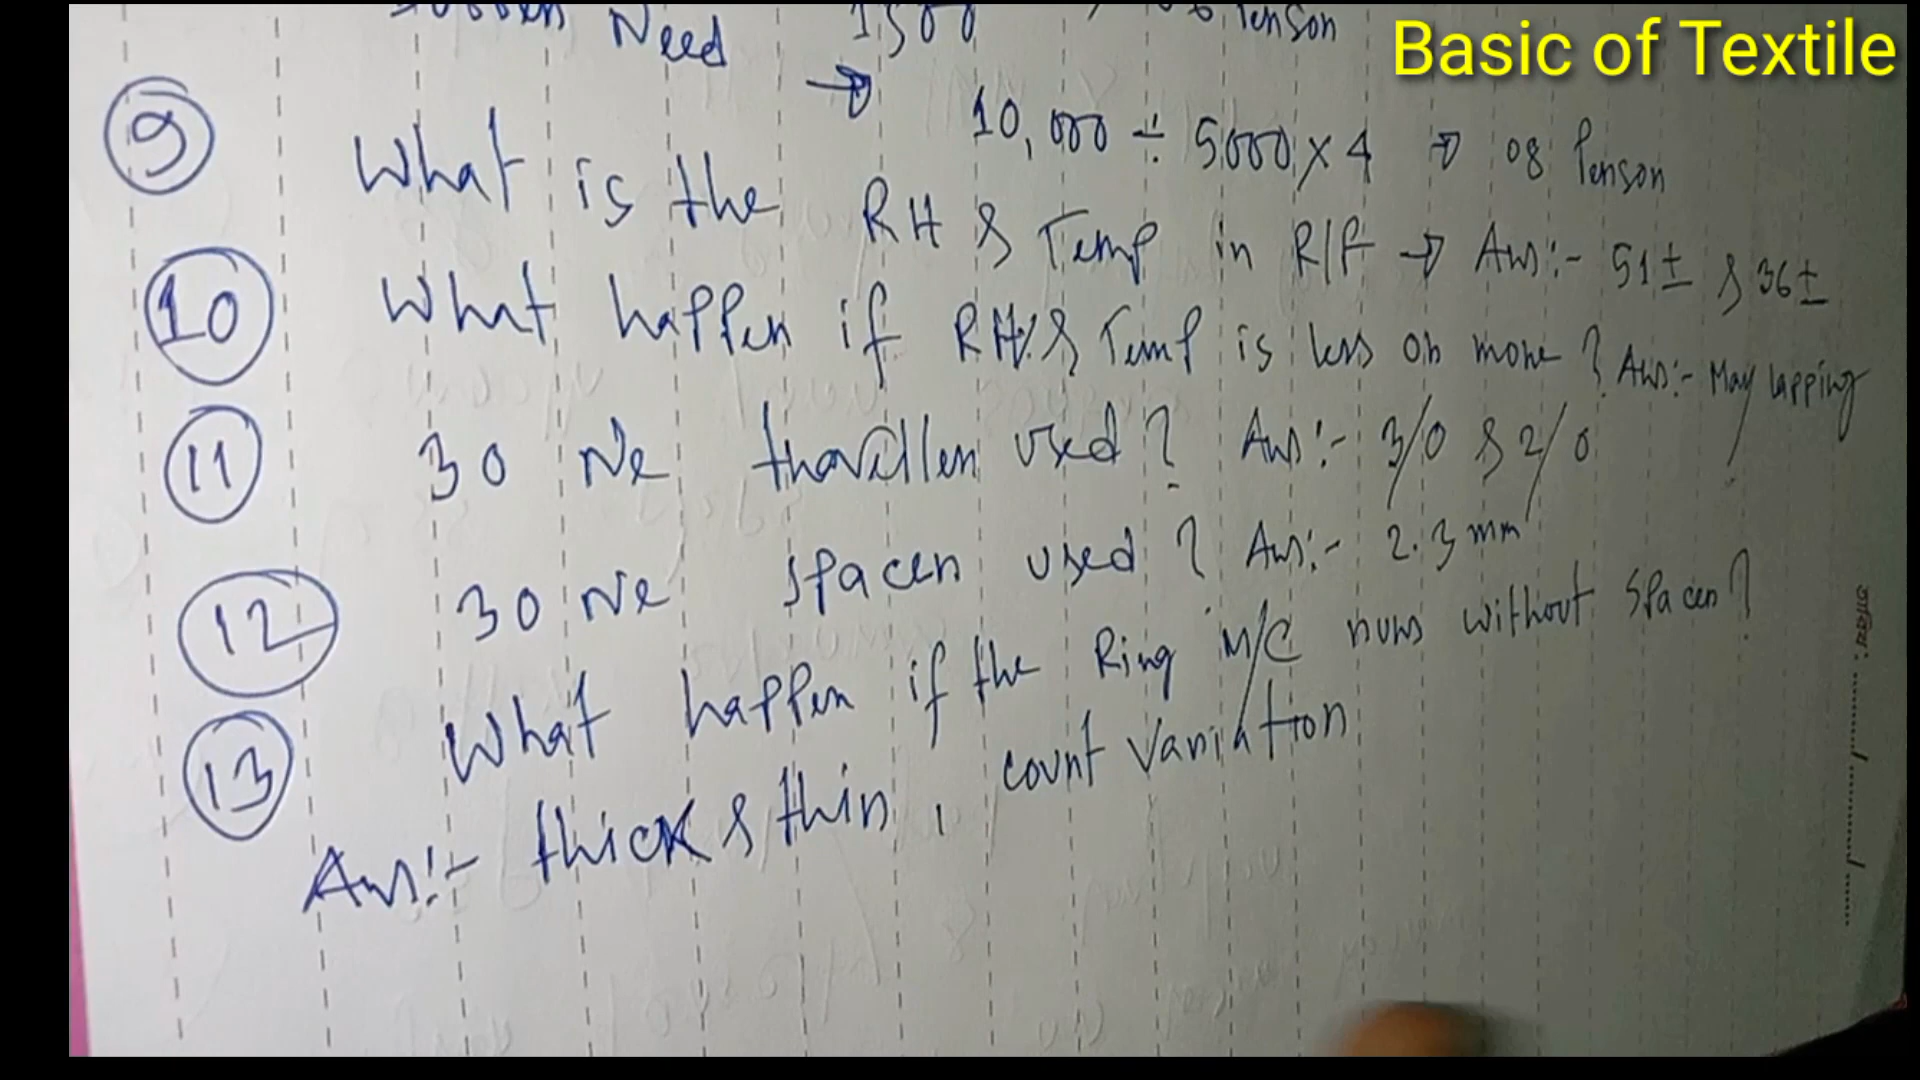 Basic of Textile
Need 1500 Penson
→ 10,000 ÷ 5000 x 4 → 08 Penson
9 What is the RH & Temp in R/F → Ans:- 51± & 36±
10 What happen if RH% & Temp is less or more? Ans:- May lapping
11 30 Ne traveller used? Ans:- 3/0 & 2/0
12 30 Ne spacer used? Ans:- 2.3 mm
13 What happen if the Ring M/C runs without spacer?
Ans:- thick & thin, count variation